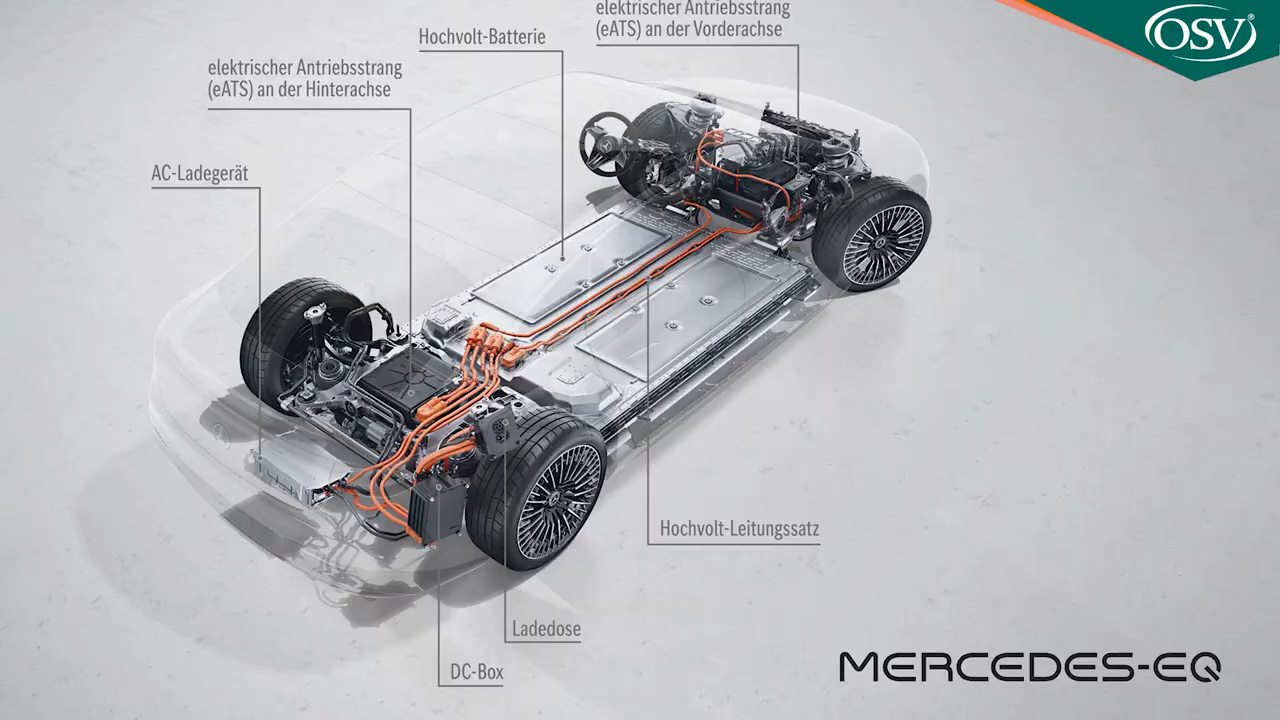 elektrischer Antriebsstrang
(eATS) an der Vorderachse
OSV®
Hochvolt-Batterie
elektrischer Antriebsstrang
(eATS) an der Hinterachse
AC-Ladegerät
Hochvolt-Leitungssatz
Ladedose
DC-Box
MERCEDES-EQ